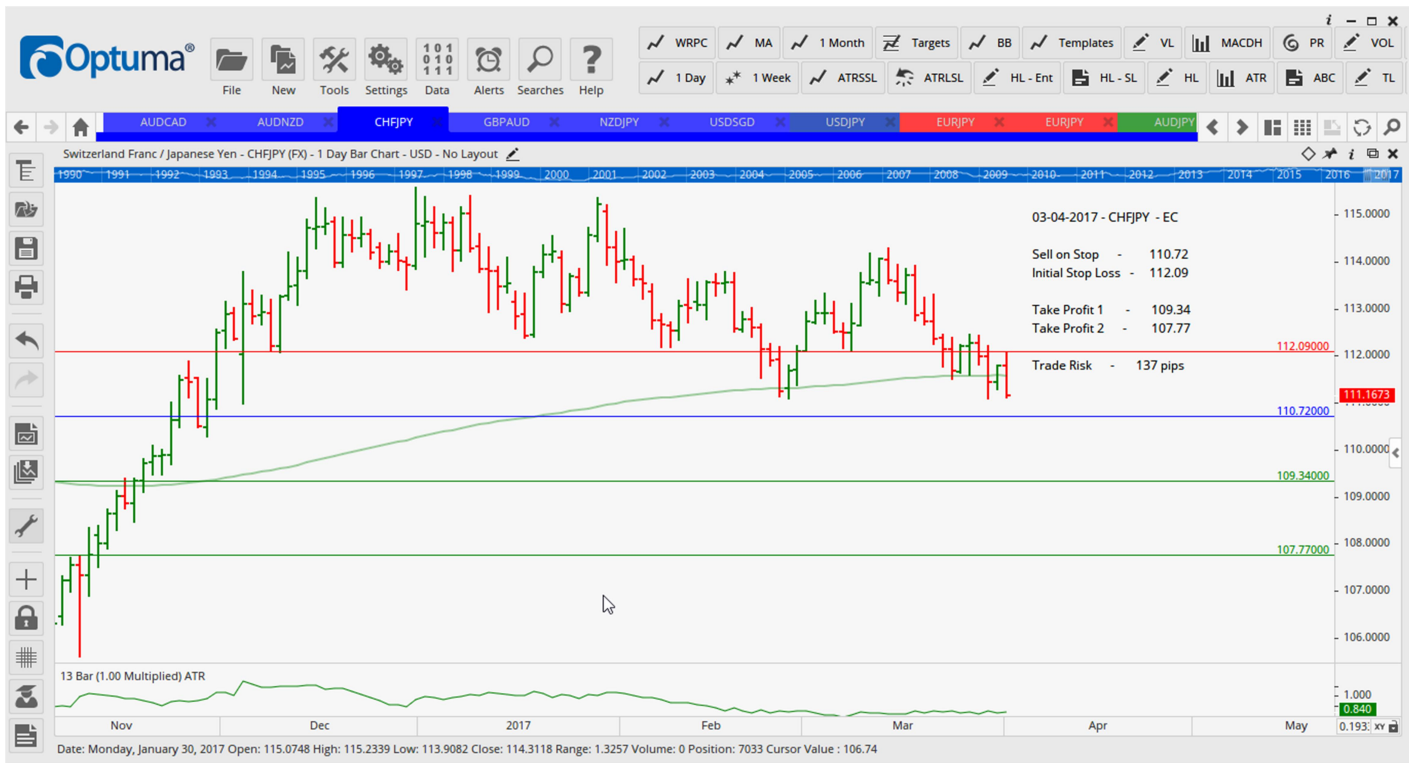 i
Optuma®
WRPC MA 1 Month Targets BB Templates VL MACDH PR VOL
1 Day 1 Week ATRSSL ATRLSL HL - Ent HL - SL HL ATR ABC TL
File New Tools Settings Data Alerts Searches Help
AUDCAD AUDNZD CHFJPY GBPAUD NZDJPY USDSGD USDJPY EURJPY EURJPY AUDJPY
Switzerland Franc / Japanese Yen - CHFJPY (FX) - 1 Day Bar Chart - USD - No Layout
1990 1991 1992 1993 1994 1995 1996 1997 1998 1999 2000 2001 2002 2003 2004 2005 2006 2007 2008 2009 2010 2011 2012 2013 2014 2015 2016 2017
03-04-2017 - CHFJPY - EC
115.0000
Sell on Stop - 110.72
114.0000
Initial Stop Loss - 112.09
Take Profit 1 - 109.34
113.0000
Take Profit 2 - 107.77
112.09000
112.0000
Trade Risk - 137 pips
111.1673
110.72000
110.0000
109.34000
109.0000
107.77000
108.0000
107.0000
106.0000
13 Bar (1.00 Multiplied) ATR
1.000
0.840
Nov Dec 2017 Feb Mar Apr May 0.193 XY
Date: Monday, January 30, 2017 Open: 115.0748 High: 115.2339 Low: 113.9082 Close: 114.3118 Range: 1.3257 Volume: 0 Position: 7033 Cursor Value : 106.74